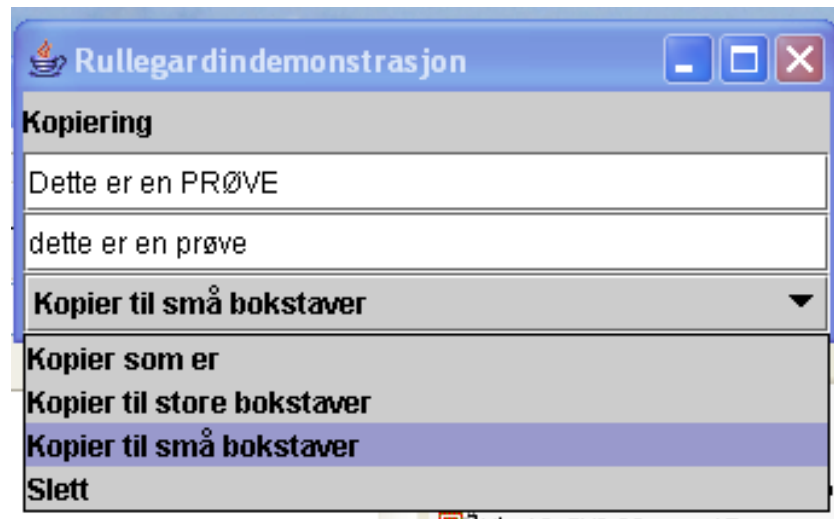 Rullegardindemonstrasjon
Kopiering
Dette er en PRØVE
dette er en prøve
Kopier til små bokstaver
Kopier som er
Kopier til store bokstaver
Kopier til små bokstaver
Slett